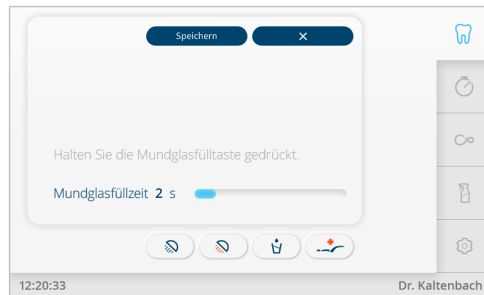 Speichern ×
Halten Sie die Mundglasfülltaste gedrückt.
Mundglasfüllzeit 2 s
12:20:33 Dr. Kaltenbach